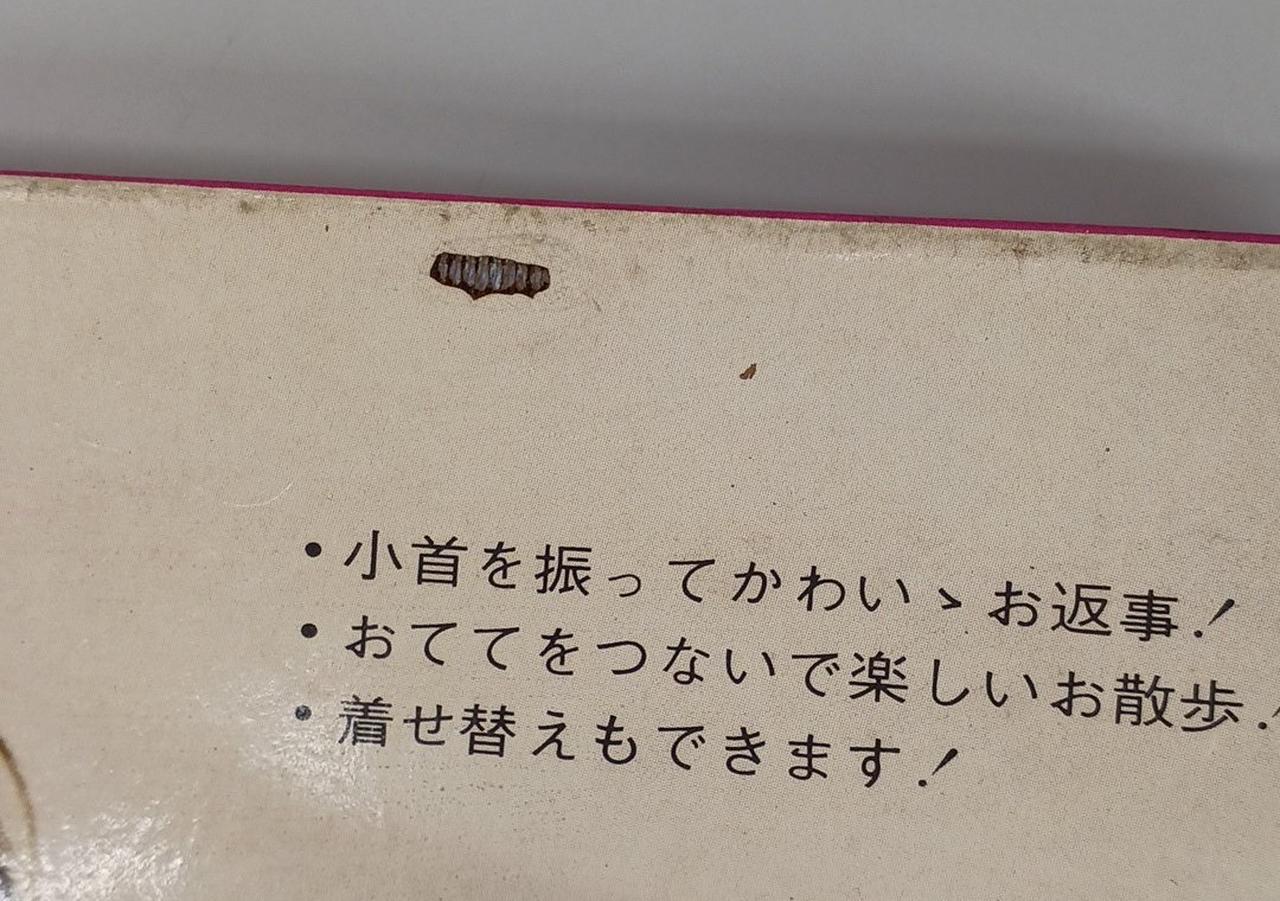 ・小首を振ってかわいゝお返事！
・おててをつないで楽しいお散歩！
・着せ替えもできます！